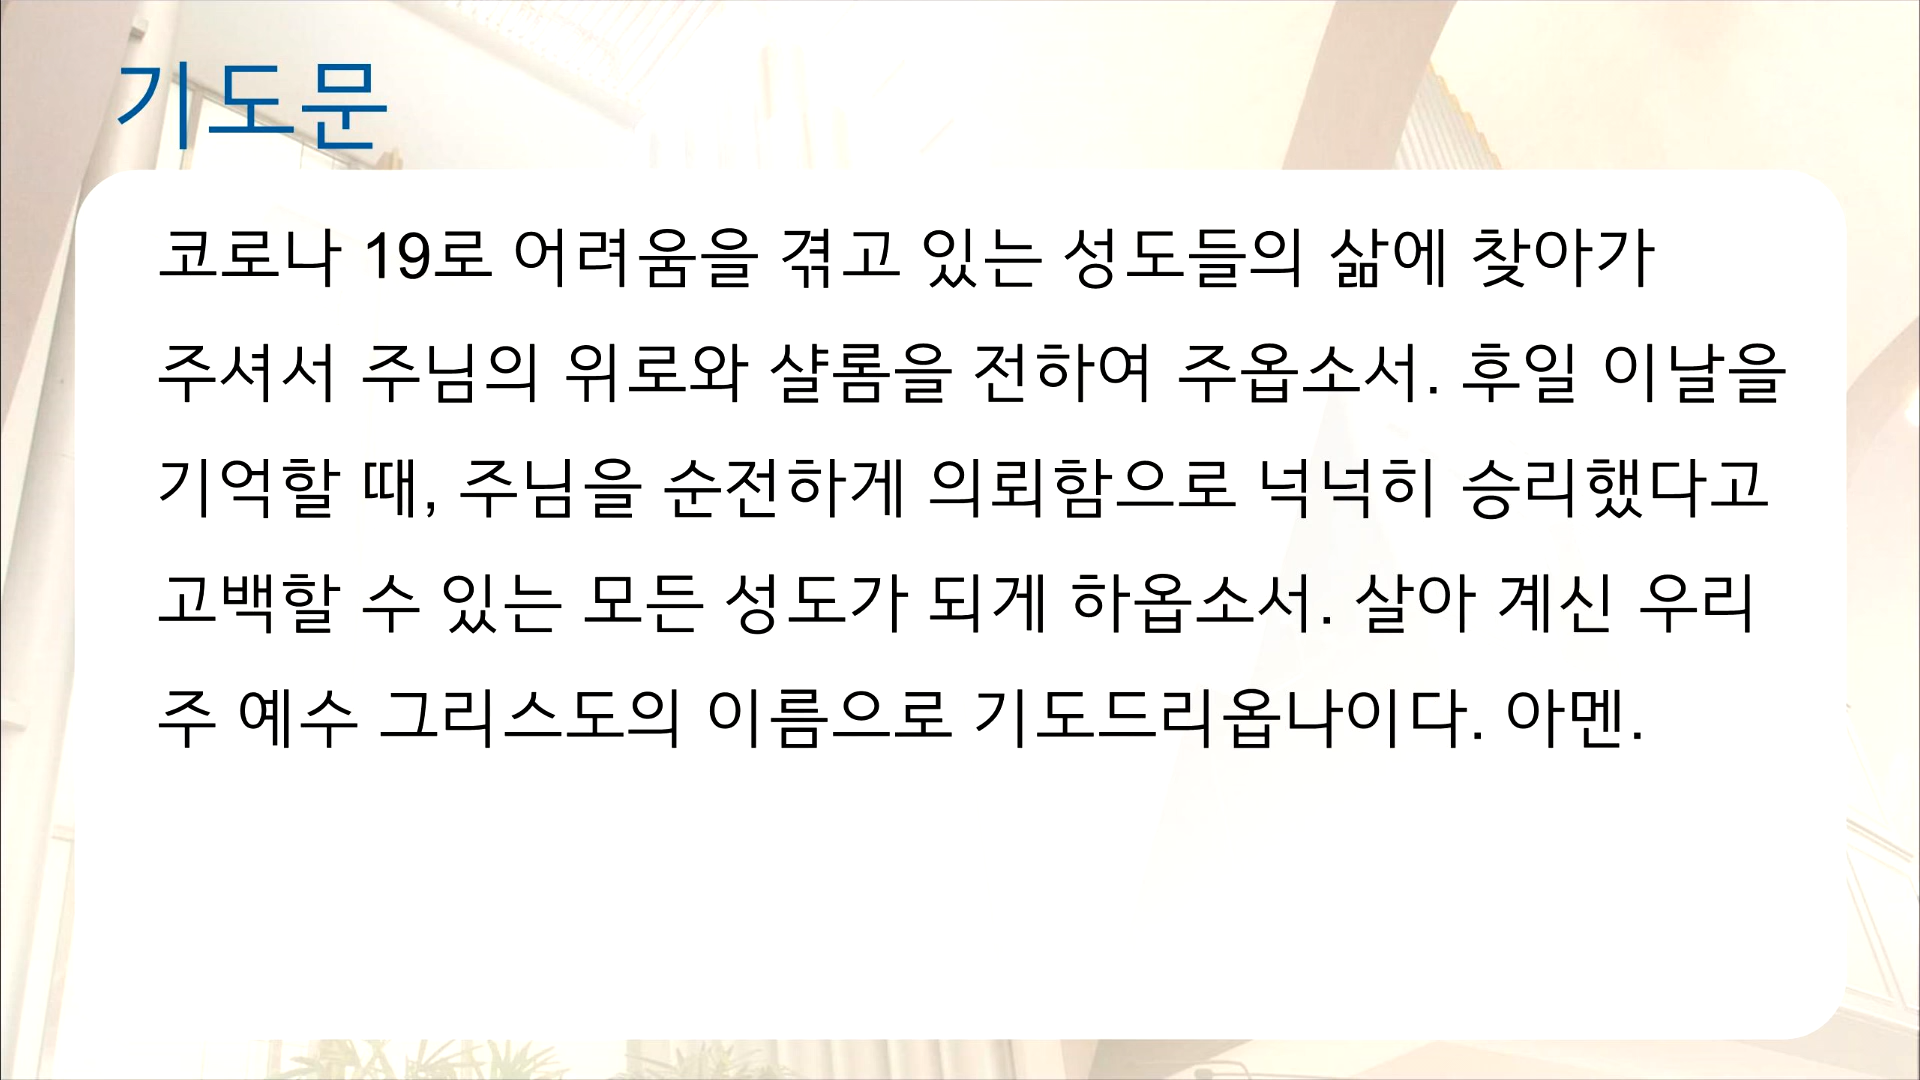 기도문
코로나 19로 어려움을 겪고 있는 성도들의 삶에 찾아가
주셔서 주님의 위로와 샬롬을 전하여 주옵소서. 후일 이날을
기억할 때, 주님을 순전하게 의뢰함으로 넉넉히 승리했다고
고백할 수 있는 모든 성도가 되게 하옵소서. 살아 계신 우리
주 예수 그리스도의 이름으로 기도드리옵나이다. 아멘.